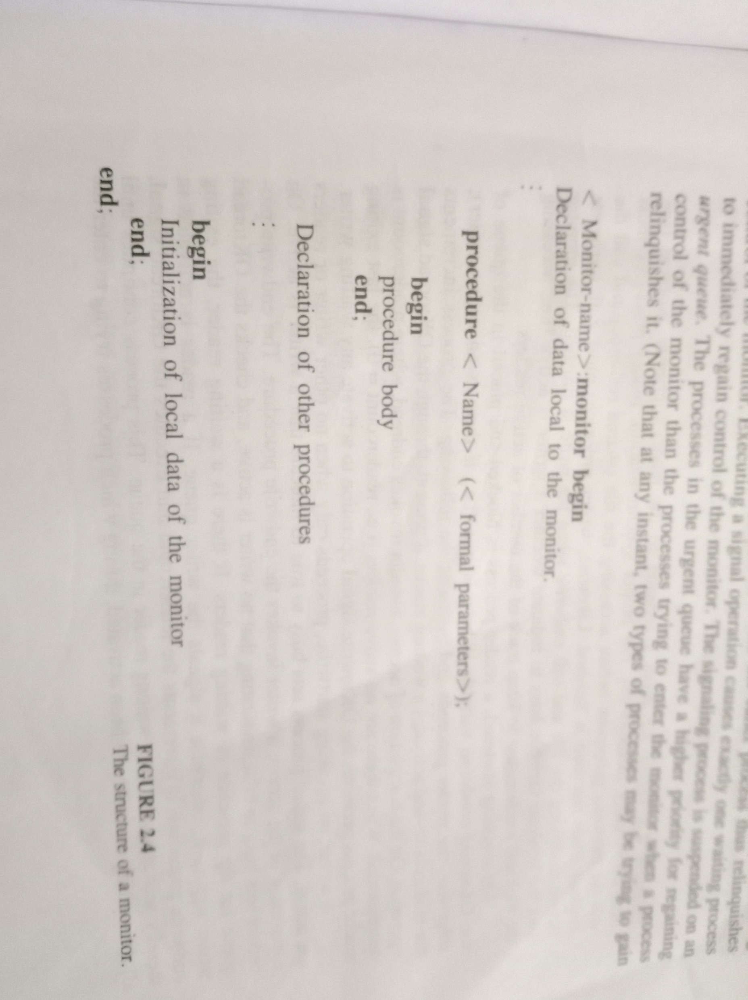 the monitor. Executing a signal operation causes exactly one waiting process
to immediately regain control of the monitor. The signaling process is suspended on an
urgent queue. The processes in the urgent queue have a higher priority for regaining
control of the monitor than the processes trying to enter the monitor when a process
relinquishes it. (Note that at any instant, two types of processes may be trying to gain
< Monitor-name>:monitor begin
Declaration of data local to the monitor.
⋮
procedure < Name> (< formal parameters>);
begin
procedure body
end;
Declaration of other procedures
⋮
begin
Initialization of local data of the monitor
end;
end;
FIGURE 2.4
The structure of a monitor.